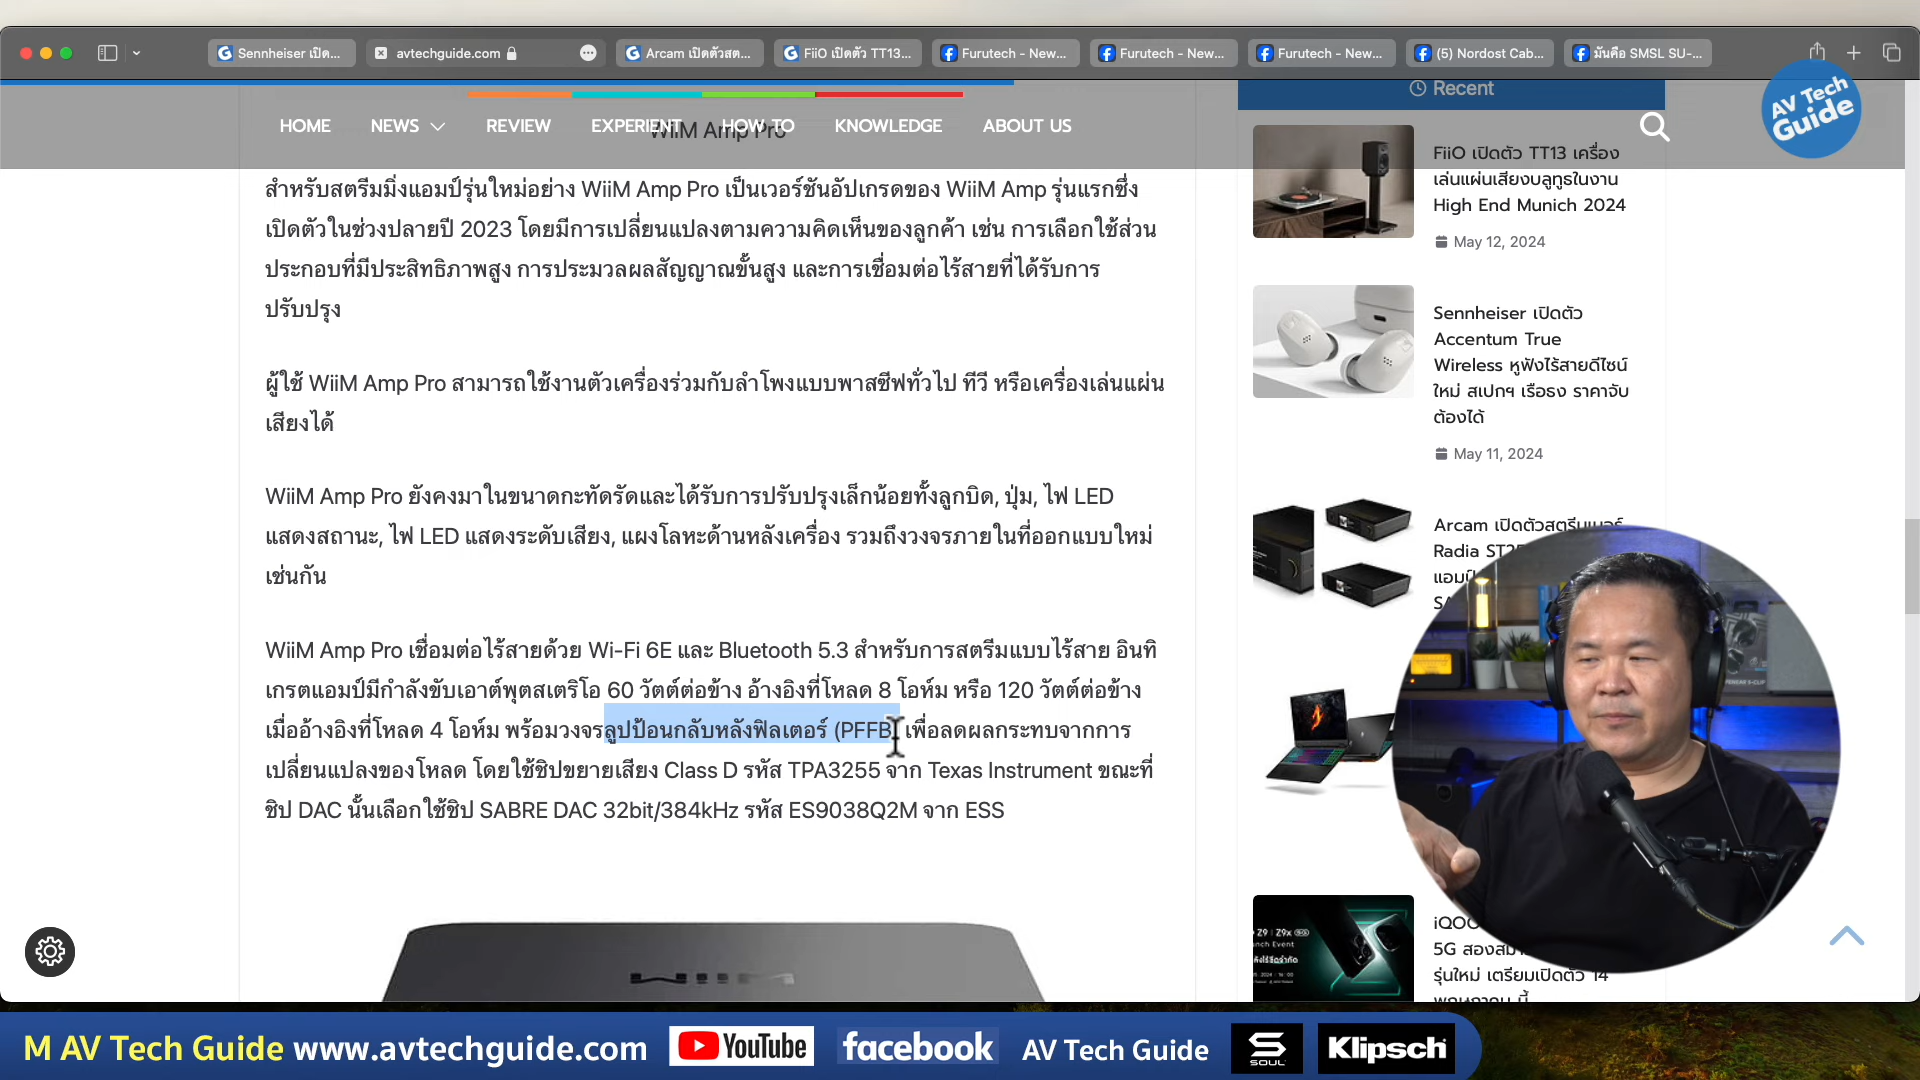 Sennheiser เปิด...
avtechguide.com
Arcam เปิดตัวสต...
FiiO เปิดตัว TT13...
Furutech - New...
Furutech - New...
Furutech - New...
(5) Nordost Cab...
มันคือ SMSL SU-...
HOME
NEWS
REVIEW
EXPERIENT
HOW TO
KNOWLEDGE
ABOUT US
WiiM Amp Pro
Recent
AV Tech
Guide
สำหรับสตรีมมิ่งแอมป์รุ่นใหม่อย่าง WiiM Amp Pro เป็นเวอร์ชันอัปเกรดของ WiiM Amp รุ่นแรกซึ่ง
เปิดตัวในช่วงปลายปี 2023 โดยมีการเปลี่ยนแปลงตามความคิดเห็นของลูกค้า เช่น การเลือกใช้ส่วน
ประกอบที่มีประสิทธิภาพสูง การประมวลผลสัญญาณขั้นสูง และการเชื่อมต่อไร้สายที่ได้รับการ
ปรับปรุง
ผู้ใช้ WiiM Amp Pro สามารถใช้งานตัวเครื่องร่วมกับลำโพงแบบพาสซีฟทั่วไป ทีวี หรือเครื่องเล่นแผ่น
เสียงได้
WiiM Amp Pro ยังคงมาในขนาดกะทัดรัดและได้รับการปรับปรุงเล็กน้อยทั้งลูกบิด, ปุ่ม, ไฟ LED
แสดงสถานะ, ไฟ LED แสดงระดับเสียง, แผงโลหะด้านหลังเครื่อง รวมถึงวงจรภายในที่ออกแบบใหม่
เช่นกัน
WiiM Amp Pro เชื่อมต่อไร้สายด้วย Wi-Fi 6E และ Bluetooth 5.3 สำหรับการสตรีมแบบไร้สาย อินทิ
เกรตแอมป์มีกำลังขับเอาต์พุตสเตริโอ 60 วัตต์ต่อข้าง อ้างอิงที่โหลด 8 โอห์ม หรือ 120 วัตต์ต่อข้าง
เมื่ออ้างอิงที่โหลด 4 โอห์ม พร้อมวงจรลูปป้อนกลับหลังฟิลเตอร์ (PFFB) เพื่อลดผลกระทบจากการ
เปลี่ยนแปลงของโหลด โดยใช้ชิปขยายเสียง Class D รหัส TPA3255 จาก Texas Instrument ขณะที่
ชิป DAC นั้นเลือกใช้ชิป SABRE DAC 32bit/384kHz รหัส ES9038Q2M จาก ESS
WiiM
FiiO เปิดตัว TT13 เครื่อง
เล่นแผ่นเสียงบลูทูธในงาน
High End Munich 2024
May 12, 2024
Sennheiser เปิดตัว
Accentum True
Wireless หูฟังไร้สายดีไซน์
ใหม่ สเปกฯ เรือธง ราคาจับ
ต้องได้
May 11, 2024
Arcam เปิดตัวสตรีมเมอร์
Radia
แอมป์
iQOO
5G
รุ่นใหม่ เตรียมเปิดตัว 14
พฤษภาคม นี้
M AV Tech Guide www.avtechguide.com
YouTube
facebook
AV Tech Guide
SOUL
Klipsch